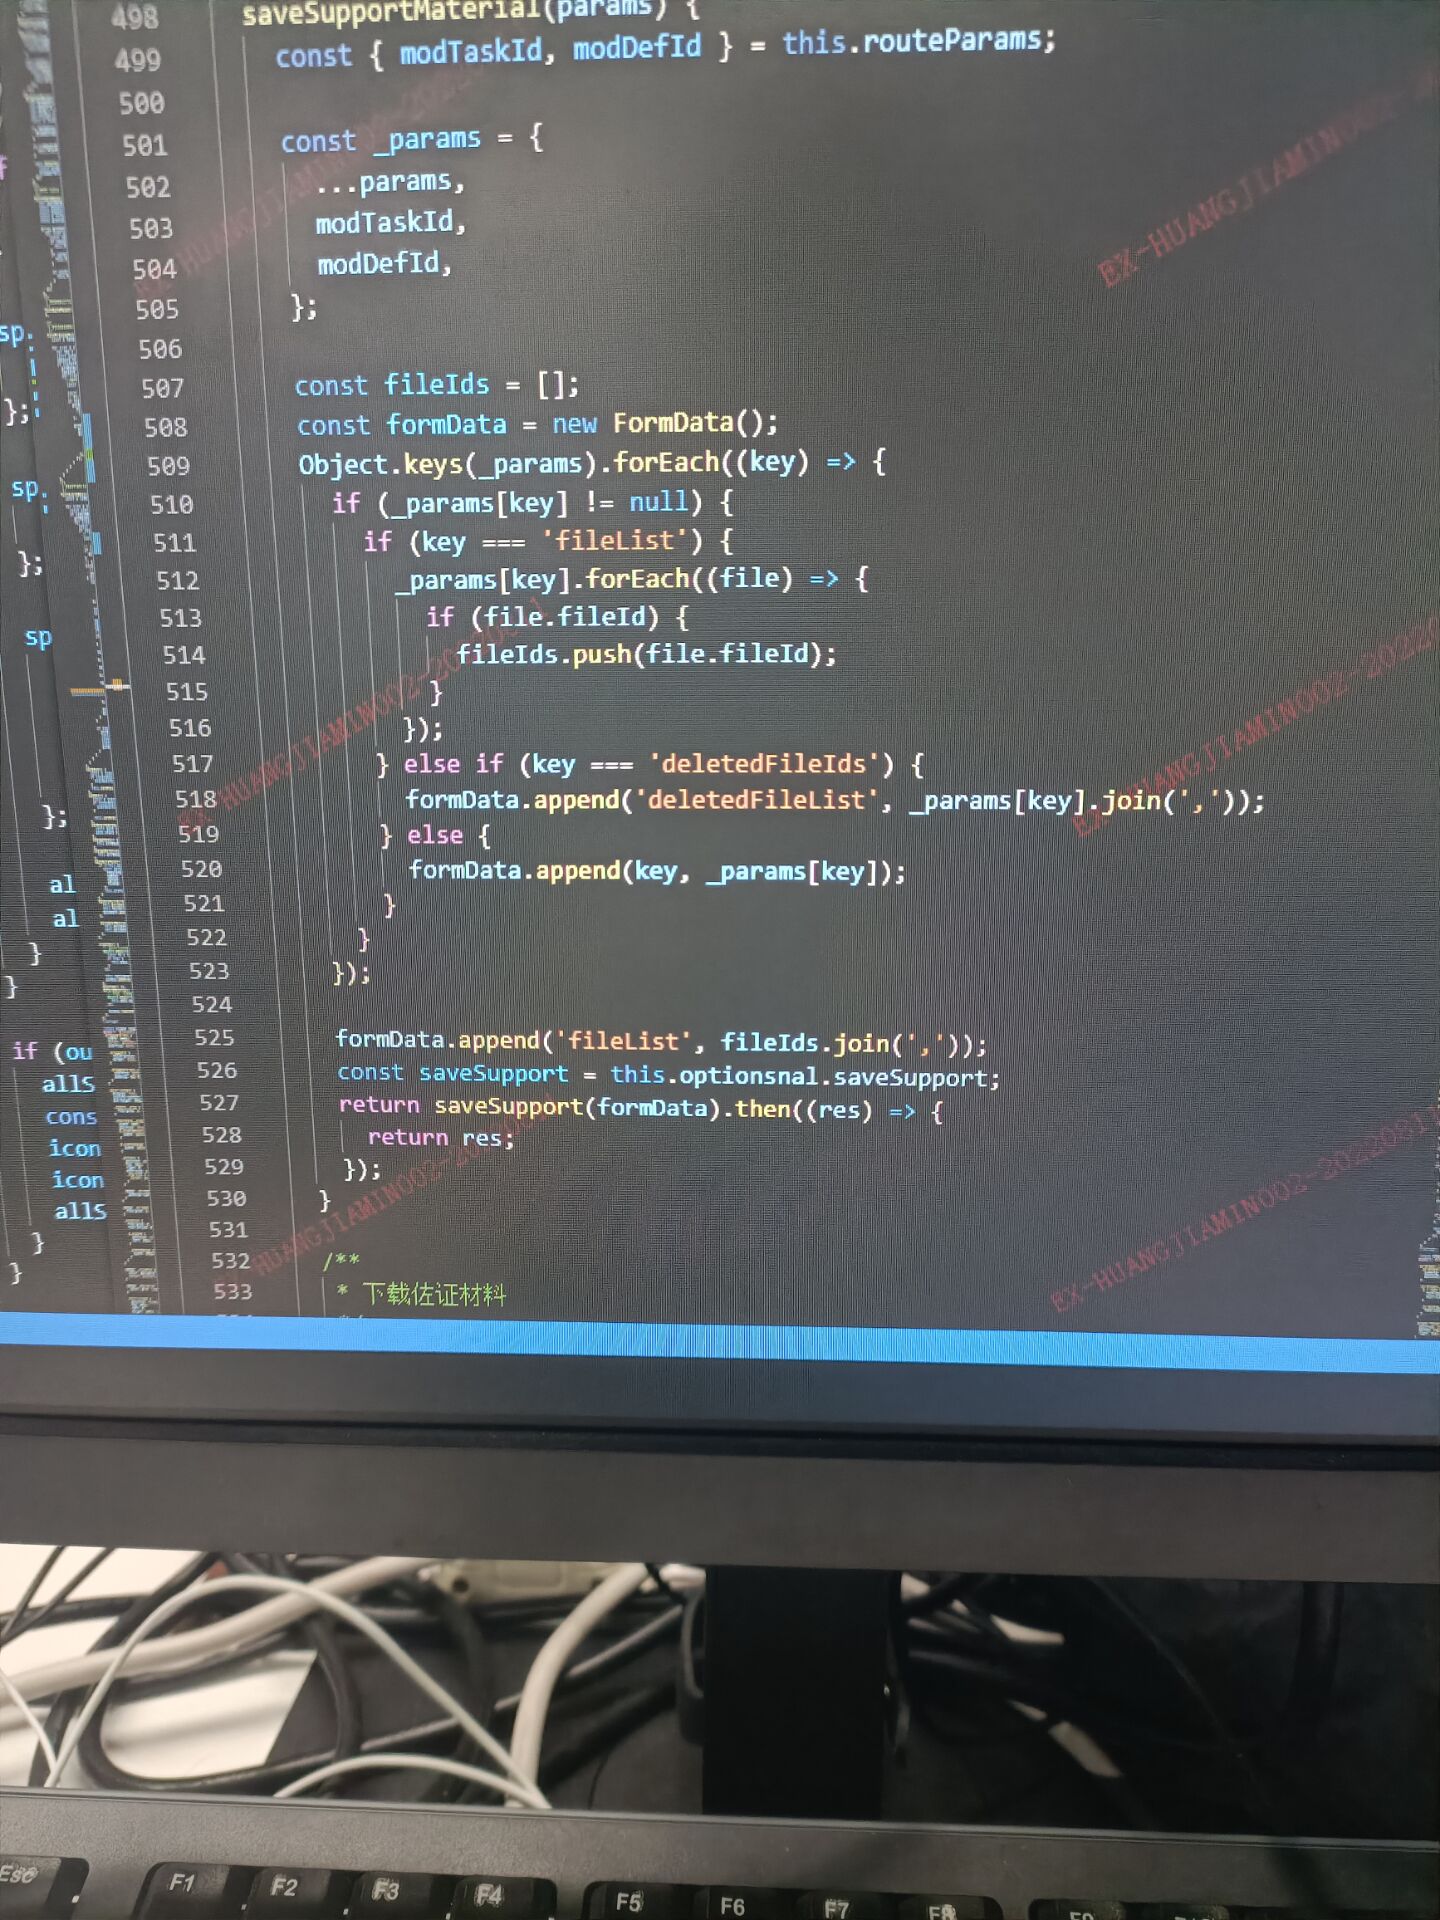 498 saveSupportMaterial(params) {
499 const { modTaskId, modDefId } = this.routeParams;
500
501 const _params = {
502 ...params,
503 modTaskId,
504 modDefId,
505 };
506
507 const fileIds = [];
508 const formData = new FormData();
509 Object.keys(_params).forEach((key) => {
510 if (_params[key] != null) {
511 if (key === 'fileList') {
512 _params[key].forEach((file) => {
513 if (file.fileId) {
514 fileIds.push(file.fileId);
515 }
516 });
517 } else if (key === 'deletedFileIds') {
518 formData.append('deletedFileList', _params[key].join(','));
519 } else {
520 formData.append(key, _params[key]);
521 }
522 }
523 });
524
525 formData.append('fileList', fileIds.join(','));
526 const saveSupport = this.optionsnal.saveSupport;
527 return saveSupport(formData).then((res) => {
528 return res;
529 });
530 }
531
532 /**
533 * 下载佐证材料
sp.
};
sp.
};
sp
};
al
al
}
}
if (ou
allS
cons
icon
icon
allS
}
}
EX-HUANGJIAMIN002-
HUANGJIAMIN002-202208
EX-HUANGJIAMIN002-2022
HUANGJIAMIN002-2022
EX-HUANGJIAMIN002-20220811
Esc F1 F2 F3 F4 F5 F6 F7 F8 F9